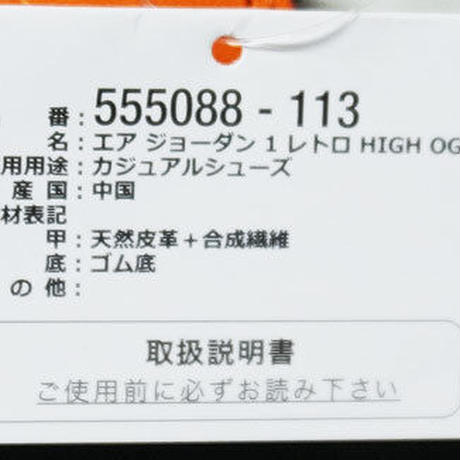 番：555088 - 113
名：エア ジョーダン 1 レトロ HIGH OG
用用途：カジュアルシューズ
産 国：中国
材表記
甲：天然皮革＋合成繊維
底：ゴム底
の 他：
取扱説明書
ご使用前に必ずお読み下さい